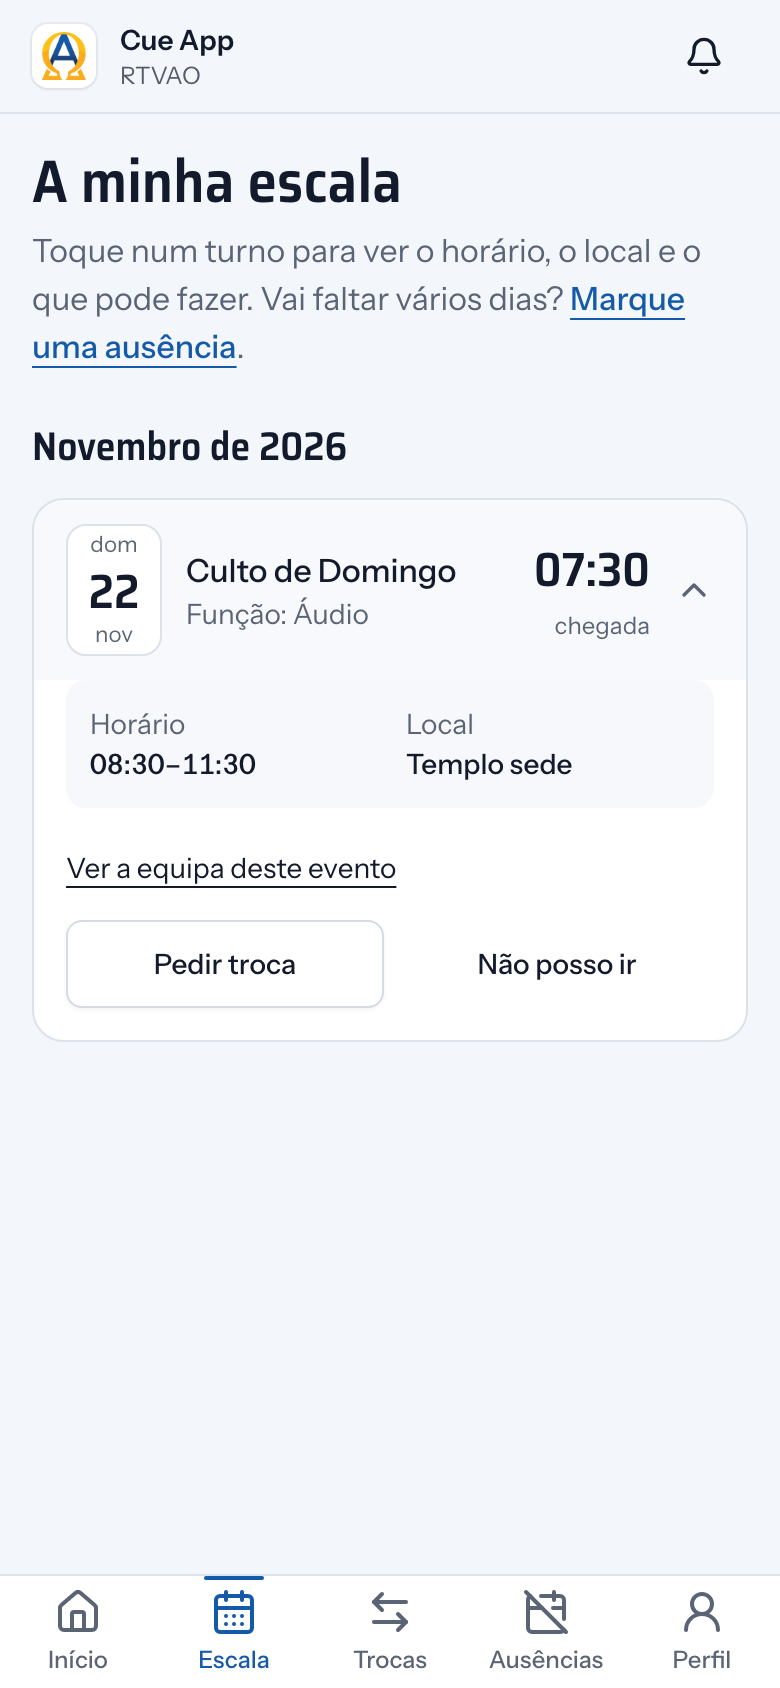 Cue App
RTVAO
A minha escala
Toque num turno para ver o horário, o local e o
que pode fazer. Vai faltar vários dias? Marque
uma ausência.
Novembro de 2026
dom
22
nov
Culto de Domingo
Função: Áudio
07:30
chegada
Horário
08:30–11:30
Local
Templo sede
Ver a equipa deste evento
Pedir troca
Não posso ir
Início
Escala
Trocas
Ausências
Perfil